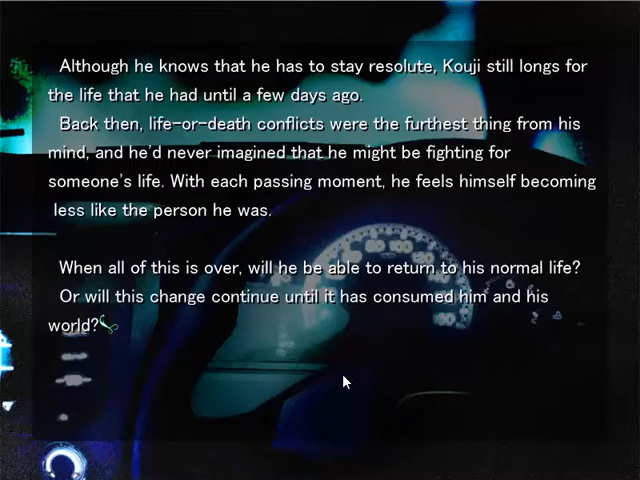 Although he knows that he has to stay resolute, Kouji still longs for
the life that he had until a few days ago.
Back then, life-or-death conflicts were the furthest thing from his
mind, and he'd never imagined that he might be fighting for
someone's life. With each passing moment, he feels himself becoming
less like the person he was.
When all of this is over, will he be able to return to his normal life?
Or will this change continue until it has consumed him and his
world?